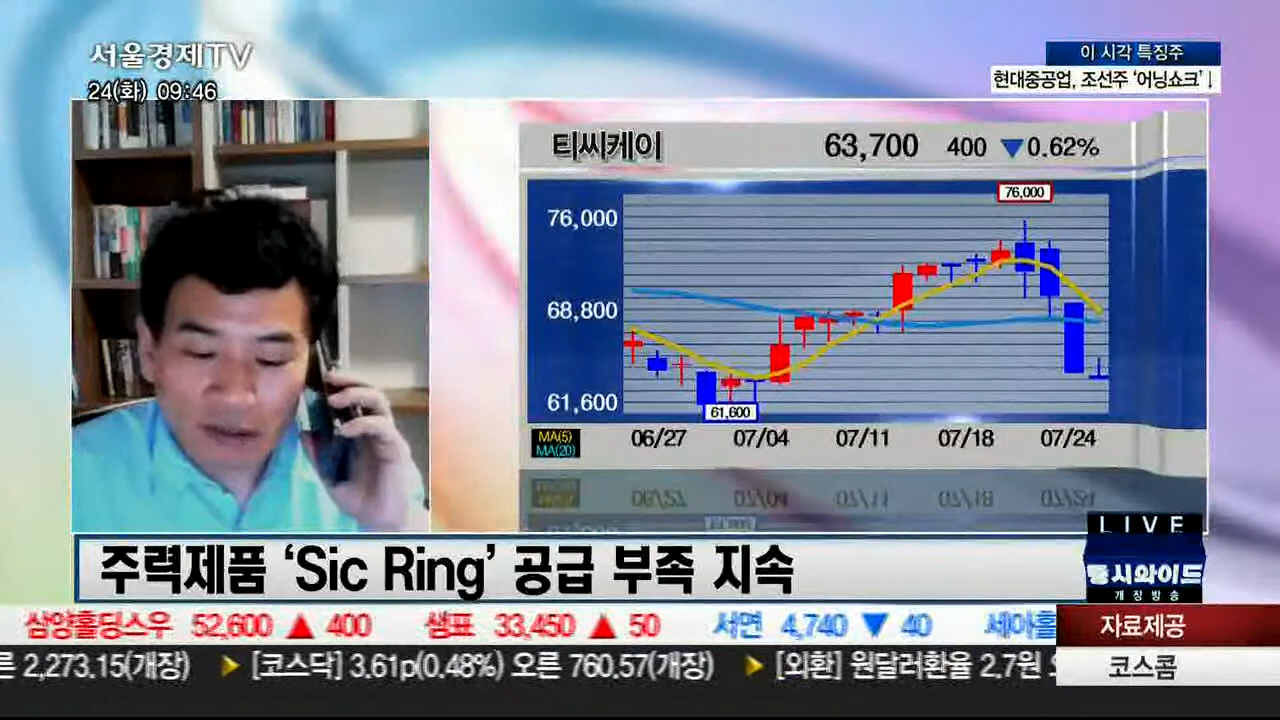 서울경제TV
24(화) 09:46
이 시각 특징주
현대중공업, 조선주 '어닝쇼크'↓
티씨케이 63,700 400 ▼0.62%
76,000
76,000
68,800
61,600
61,600
MA(5)
MA(20)
06/27 07/04 07/11 07/18 07/24
LIVE
증시와이드
개장방송
주력제품 'Sic Ring' 공급 부족 지속
삼양홀딩스우 52,600 ▲ 400 샘표 33,450 ▲ 50 서연 4,740 ▼ 40 세아홀
자료제공
른 2,273.15(개장) ▶ [코스닥] 3.61p(0.48%) 오른 760.57(개장) ▶ [외환] 원달러환율 2.7원
코스콤